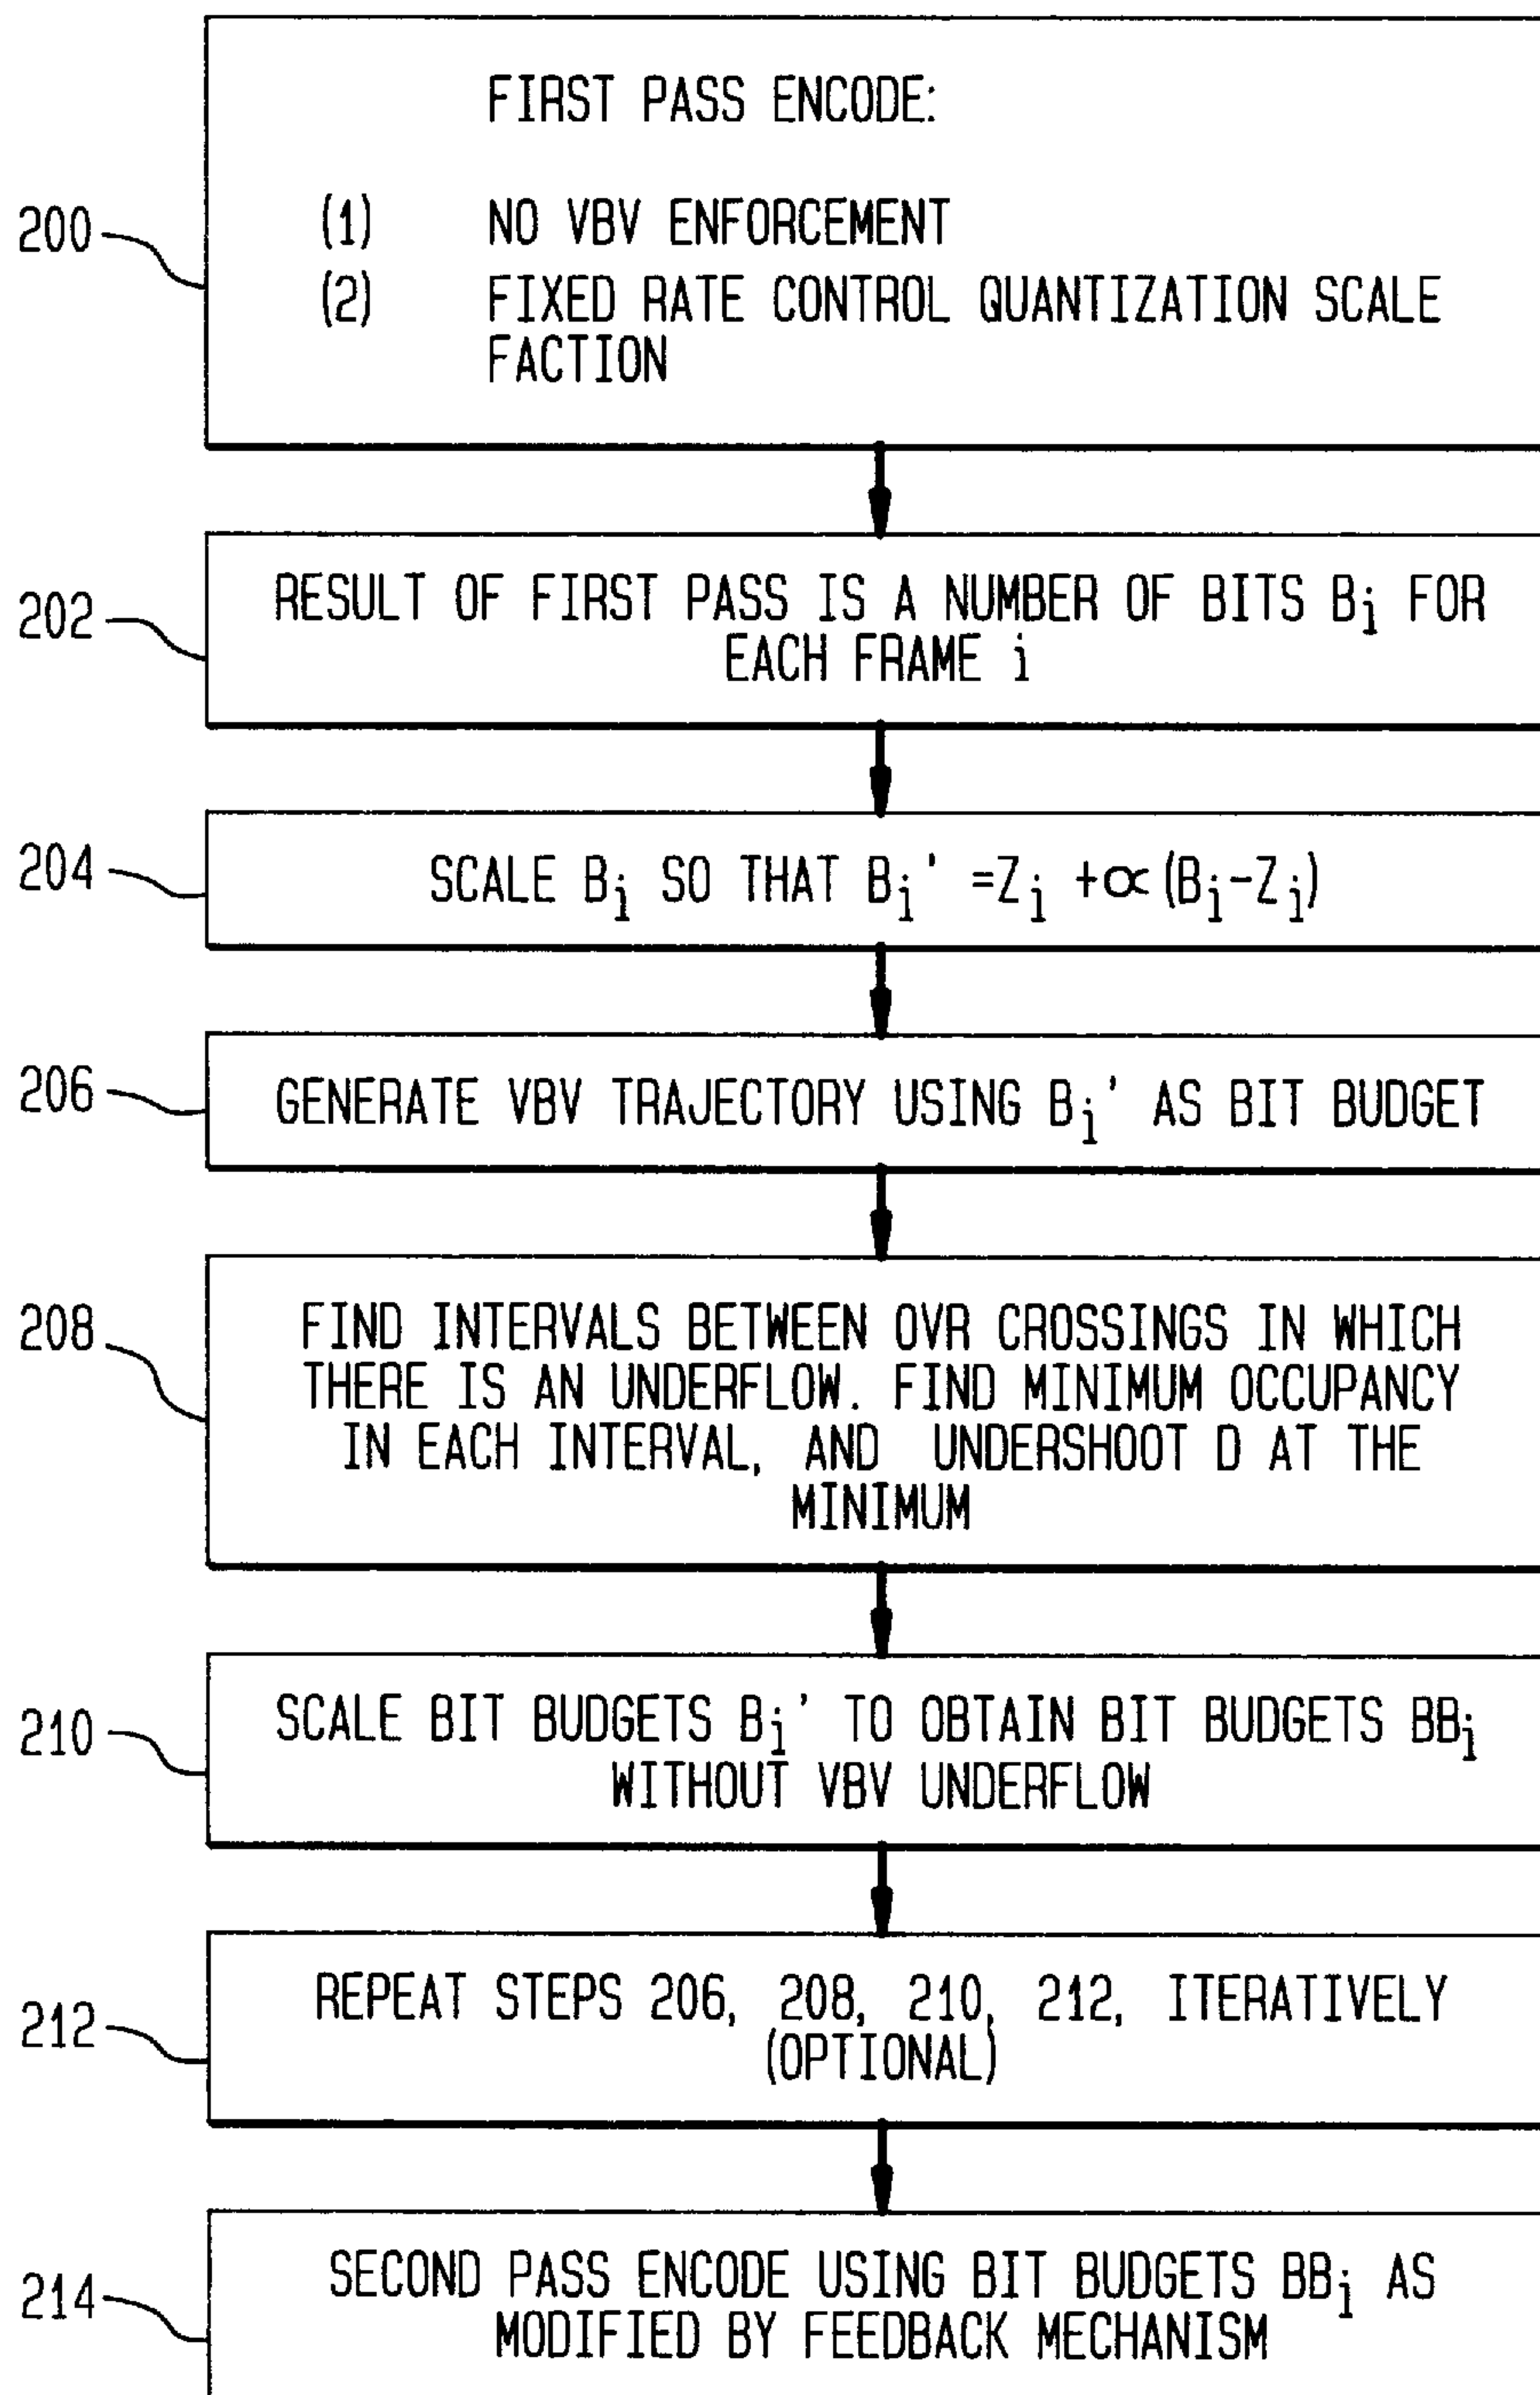 FIRST PASS ENCODE:
200
(1) NO VBV ENFORCEMENT
(2) FIXED RATE CONTROL QUANTIZATION SCALE
FACTION
202
RESULT OF FIRST PASS IS A NUMBER OF BITS Bi FOR
EACH FRAME i
204
SCALE Bi SO THAT Bi' =Zi +∝(Bi-Zi)
206
GENERATE VBV TRAJECTORY USING Bi' AS BIT BUDGET
208
FIND INTERVALS BETWEEN OVR CROSSINGS IN WHICH
THERE IS AN UNDERFLOW. FIND MINIMUM OCCUPANCY
IN EACH INTERVAL, AND UNDERSHOOT D AT THE
MINIMUM
210
SCALE BIT BUDGETS Bi' TO OBTAIN BIT BUDGETS BBi
WITHOUT VBV UNDERFLOW
212
REPEAT STEPS 206, 208, 210, 212, ITERATIVELY
(OPTIONAL)
214
SECOND PASS ENCODE USING BIT BUDGETS BBi AS
MODIFIED BY FEEDBACK MECHANISM